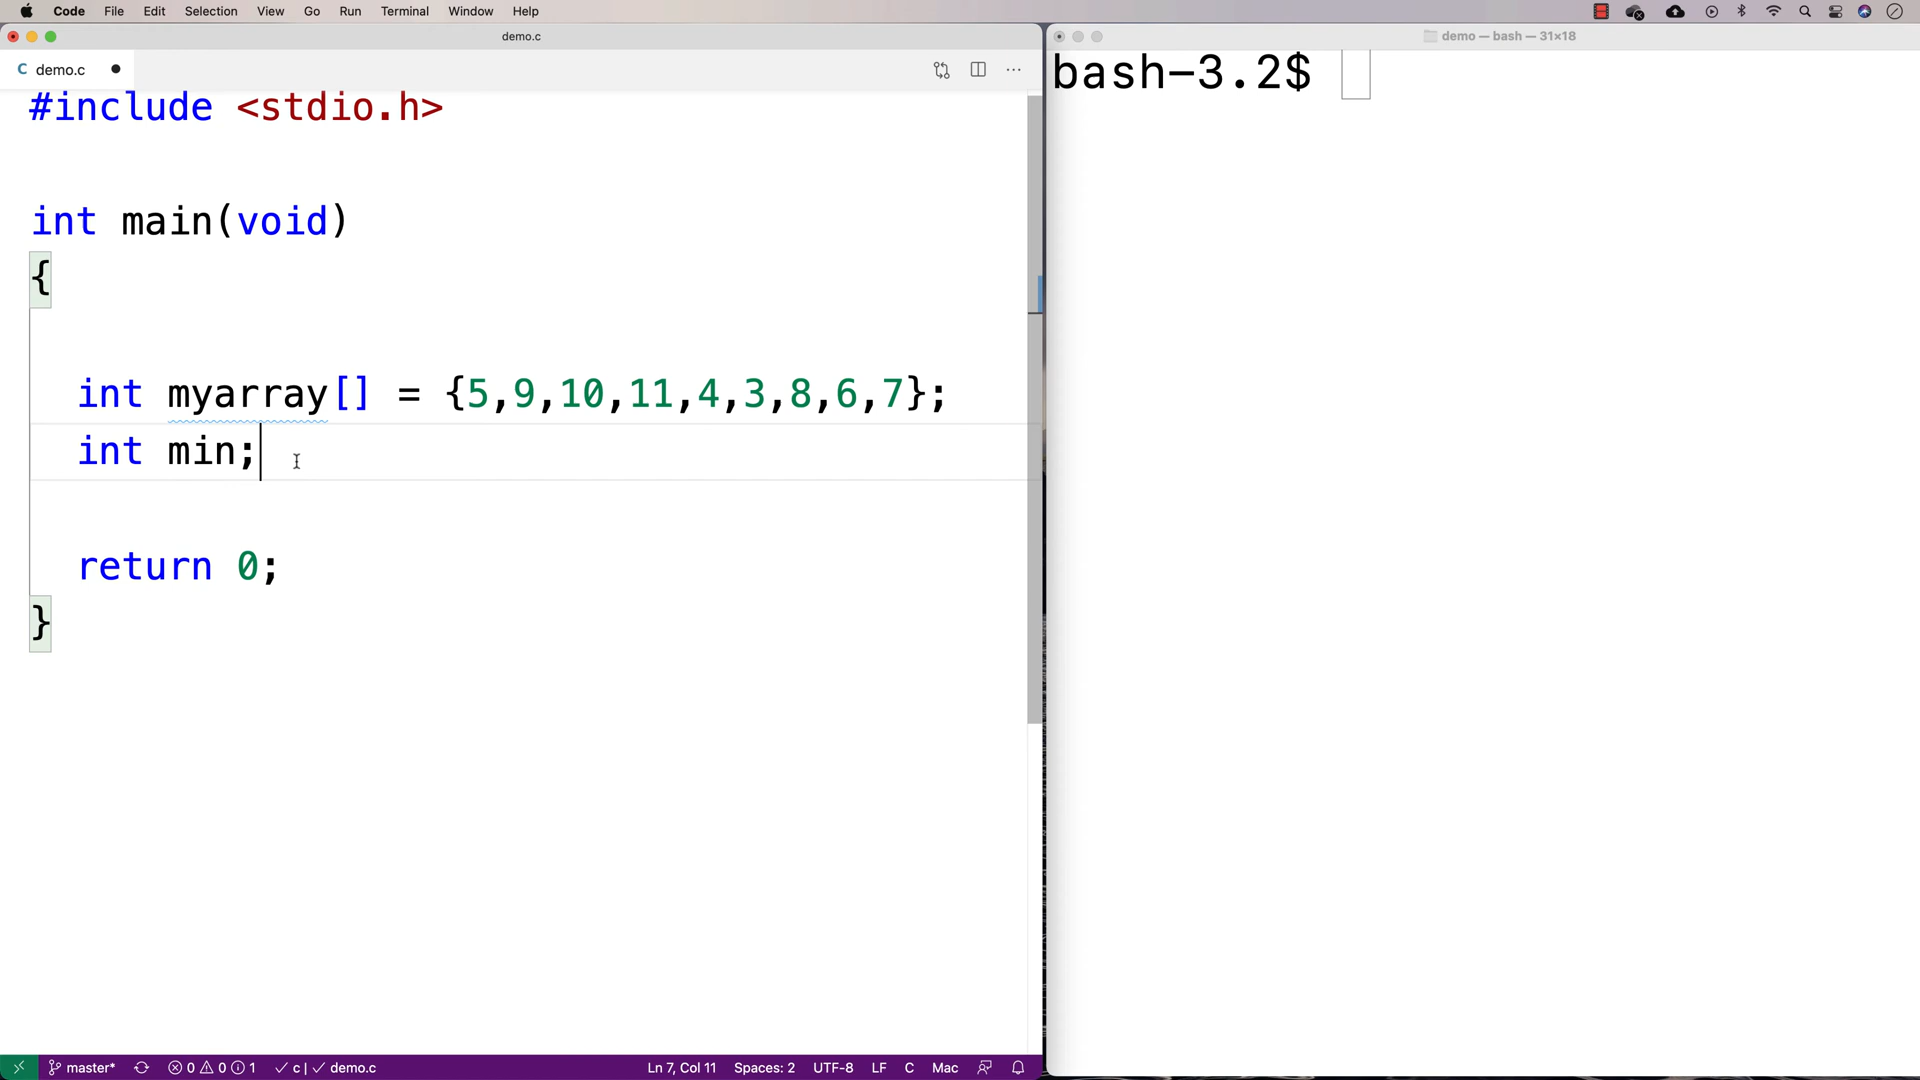 Code File Edit Selection View Go Run Terminal Window Help
demo.c
demo — bash — 31×18
C demo.c
bash-3.2$
#include <stdio.h>
int main(void)
{
int myarray[] = {5,9,10,11,4,3,8,6,7};
int min;
return 0;
}
master* 0 0 1 c | demo.c Ln 7, Col 11 Spaces: 2 UTF-8 LF C Mac